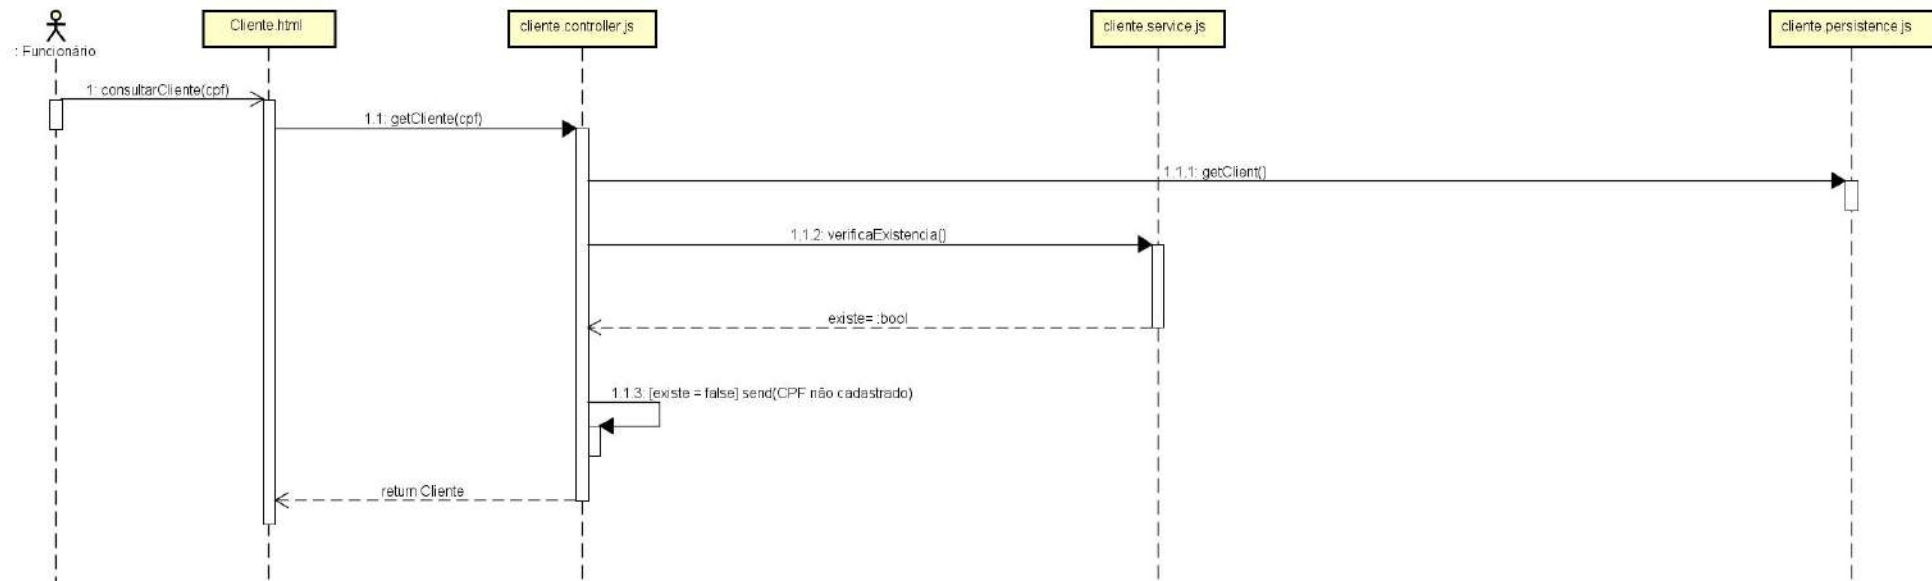 : Funcionário
Cliente.html
cliente.controller.js
cliente.service.js
cliente.persistence.js
1: consultarCliente(cpf)
1.1: getCliente(cpf)
1.1.1: getClient()
1.1.2: verificaExistencia()
existe= :bool
1.1.3: [existe = false] send(CPF não cadastrado)
return Cliente